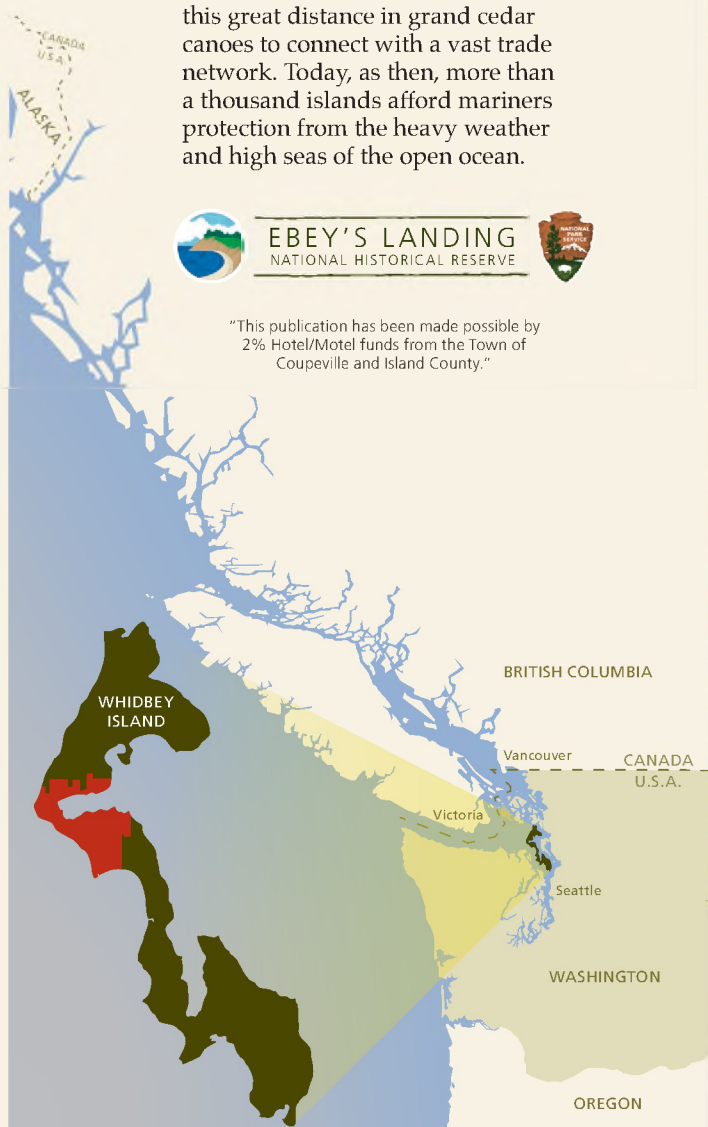 this great distance in grand cedar
canoes to connect with a vast trade
network. Today, as then, more than
a thousand islands afford mariners
protection from the heavy weather
and high seas of the open ocean.
CANADA
U.S.A.
ALASKA
EBEY'S LANDING
NATIONAL HISTORICAL RESERVE
NATIONAL
PARK
SERVICE
"This publication has been made possible by
2% Hotel/Motel funds from the Town of
Coupeville and Island County."
BRITISH COLUMBIA
WHIDBEY
ISLAND
Vancouver
CANADA
U.S.A.
Victoria
Seattle
WASHINGTON
OREGON